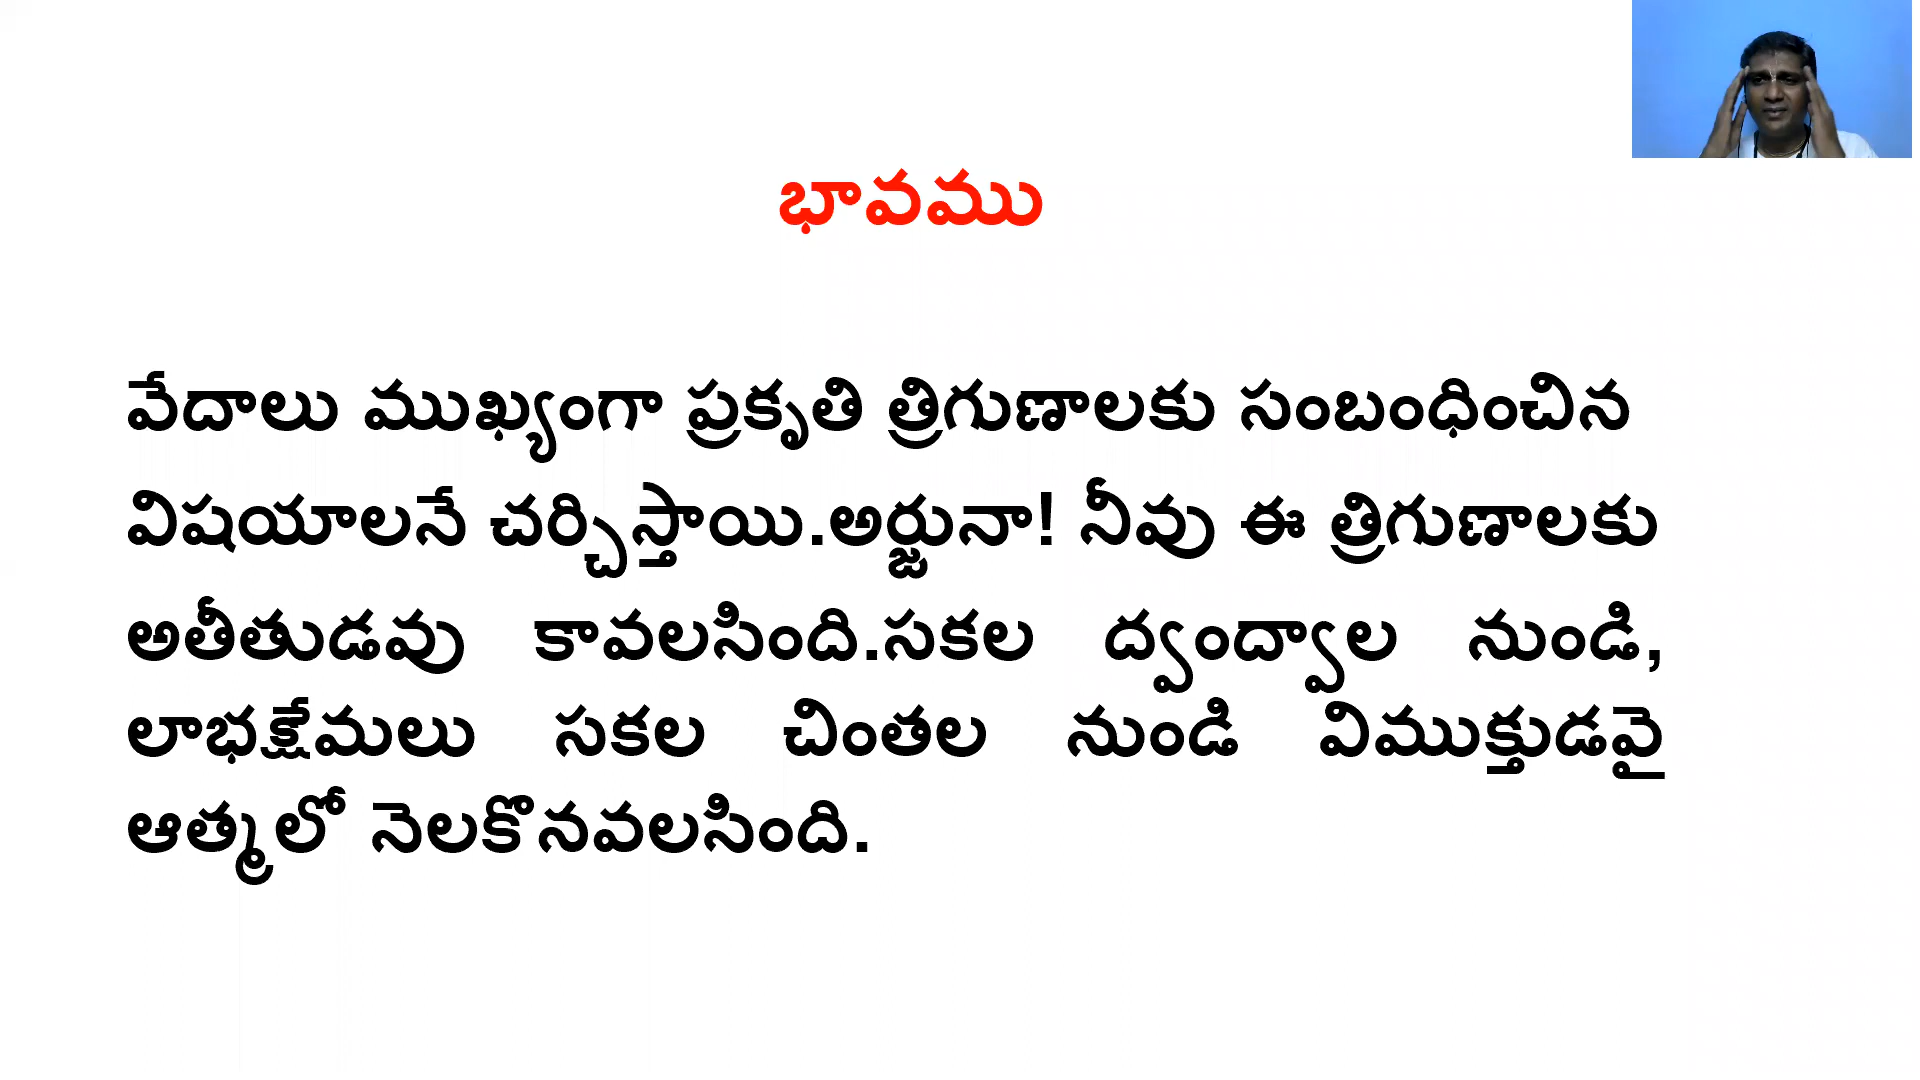 భావము
వేదాలు ముఖ్యంగా ప్రకృతి త్రిగుణాలకు సంబంధించిన
విషయాలనే చర్చిస్తాయి.అర్జునా! నీవు ఈ త్రిగుణాలకు
అతీతుడవు కావలసింది.సకల ద్వంద్వాల నుండి,
లాభక్షేమలు సకల చింతల నుండి విముక్తుడవై
ఆత్మలో నెలకొనవలసింది.